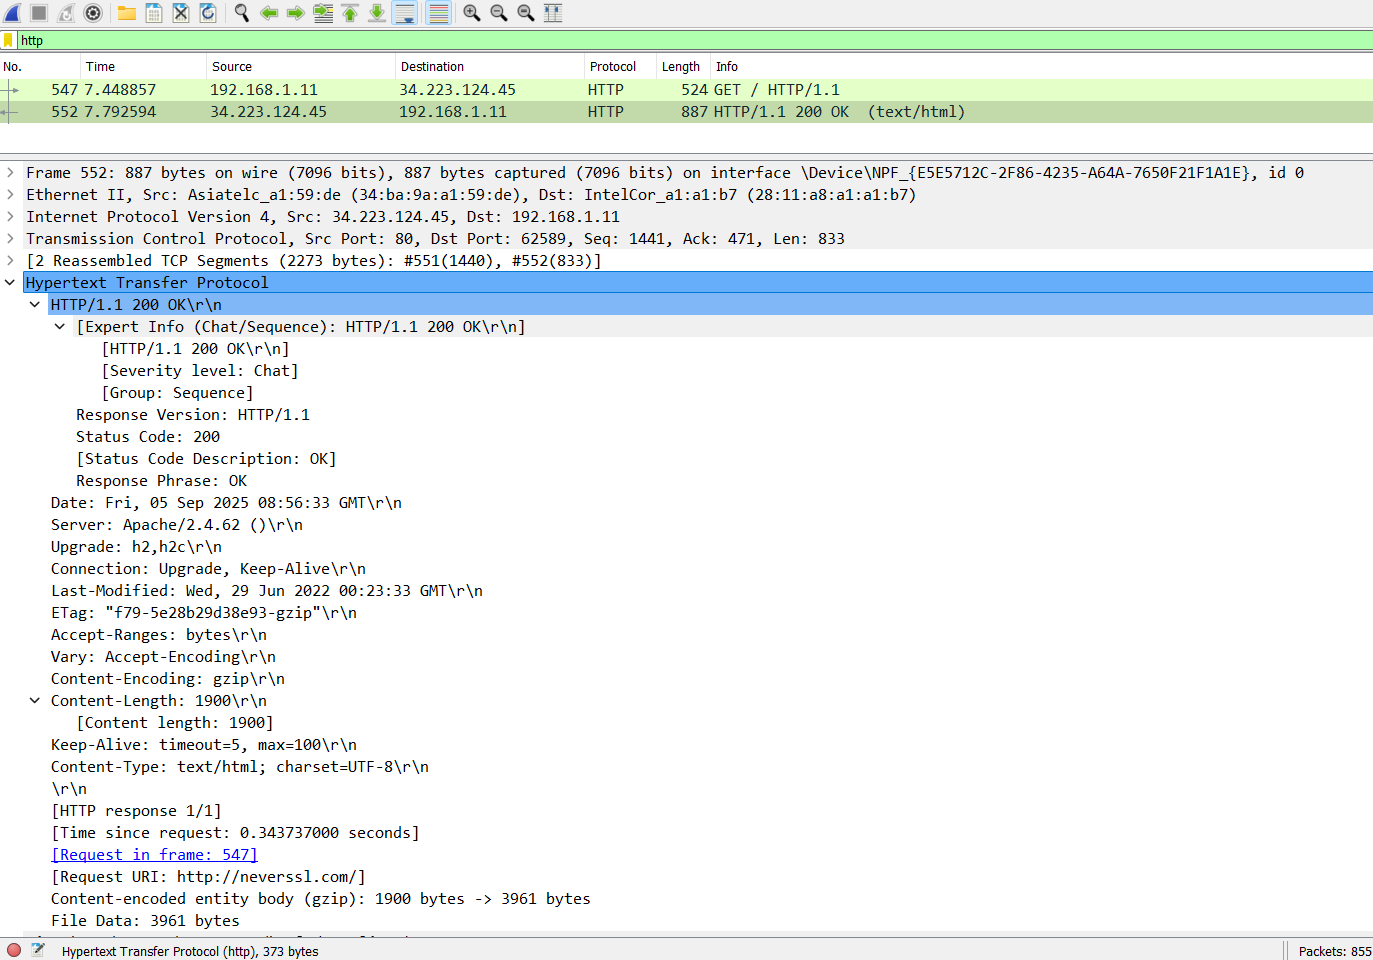 http
No. Time Source Destination Protocol Length Info
547 7.448857 192.168.1.11 34.223.124.45 HTTP 524 GET / HTTP/1.1
552 7.792594 34.223.124.45 192.168.1.11 HTTP 887 HTTP/1.1 200 OK (text/html)
Frame 552: 887 bytes on wire (7096 bits), 887 bytes captured (7096 bits) on interface \Device\NPF_{E5E5712C-2F86-4235-A64A-7650F21F1A1E}, id 0
Ethernet II, Src: Asiatelc_a1:59:de (34:ba:9a:a1:59:de), Dst: IntelCor_a1:a1:b7 (28:11:a8:a1:a1:b7)
Internet Protocol Version 4, Src: 34.223.124.45, Dst: 192.168.1.11
Transmission Control Protocol, Src Port: 80, Dst Port: 62589, Seq: 1441, Ack: 471, Len: 833
[2 Reassembled TCP Segments (2273 bytes): #551(1440), #552(833)]
Hypertext Transfer Protocol
HTTP/1.1 200 OK\r\n
[Expert Info (Chat/Sequence): HTTP/1.1 200 OK\r\n]
[HTTP/1.1 200 OK\r\n]
[Severity level: Chat]
[Group: Sequence]
Response Version: HTTP/1.1
Status Code: 200
[Status Code Description: OK]
Response Phrase: OK
Date: Fri, 05 Sep 2025 08:56:33 GMT\r\n
Server: Apache/2.4.62 ()\r\n
Upgrade: h2,h2c\r\n
Connection: Upgrade, Keep-Alive\r\n
Last-Modified: Wed, 29 Jun 2022 00:23:33 GMT\r\n
ETag: "f79-5e28b29d38e93-gzip"\r\n
Accept-Ranges: bytes\r\n
Vary: Accept-Encoding\r\n
Content-Encoding: gzip\r\n
Content-Length: 1900\r\n
[Content length: 1900]
Keep-Alive: timeout=5, max=100\r\n
Content-Type: text/html; charset=UTF-8\r\n
\r\n
[HTTP response 1/1]
[Time since request: 0.343737000 seconds]
[Request in frame: 547]
[Request URI: http://neverssl.com/]
Content-encoded entity body (gzip): 1900 bytes -> 3961 bytes
File Data: 3961 bytes
Hypertext Transfer Protocol (http), 373 bytes
Packets: 855